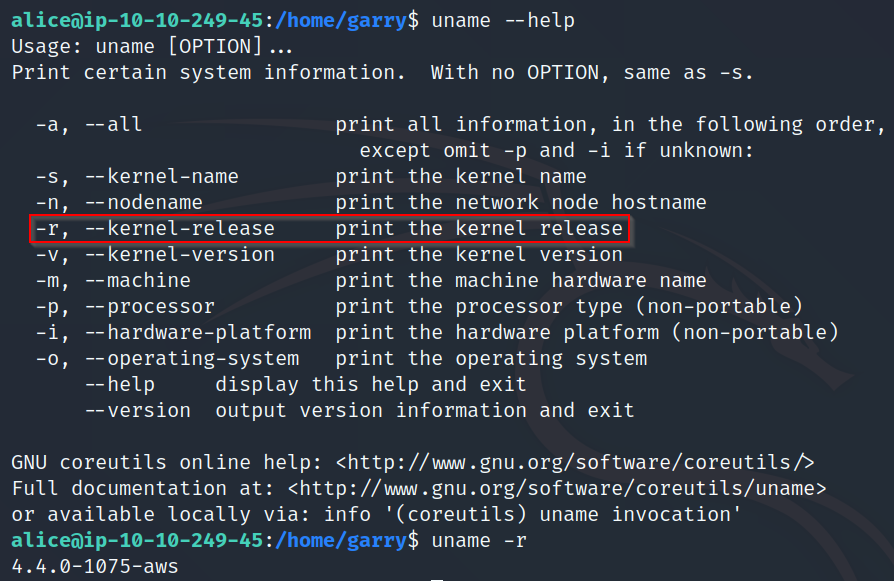 alice@ip-10-10-249-45:/home/garry$ uname --help
Usage: uname [OPTION]...
Print certain system information.  With no OPTION, same as -s.

  -a, --all                print all information, in the following order,
                             except omit -p and -i if unknown:
  -s, --kernel-name        print the kernel name
  -n, --nodename           print the network node hostname
  -r, --kernel-release     print the kernel release
  -v, --kernel-version     print the kernel version
  -m, --machine            print the machine hardware name
  -p, --processor          print the processor type (non-portable)
  -i, --hardware-platform  print the hardware platform (non-portable)
  -o, --operating-system   print the operating system
      --help     display this help and exit
      --version  output version information and exit

GNU coreutils online help: <http://www.gnu.org/software/coreutils/>
Full documentation at: <http://www.gnu.org/software/coreutils/uname>
or available locally via: info '(coreutils) uname invocation'
alice@ip-10-10-249-45:/home/garry$ uname -r
4.4.0-1075-aws